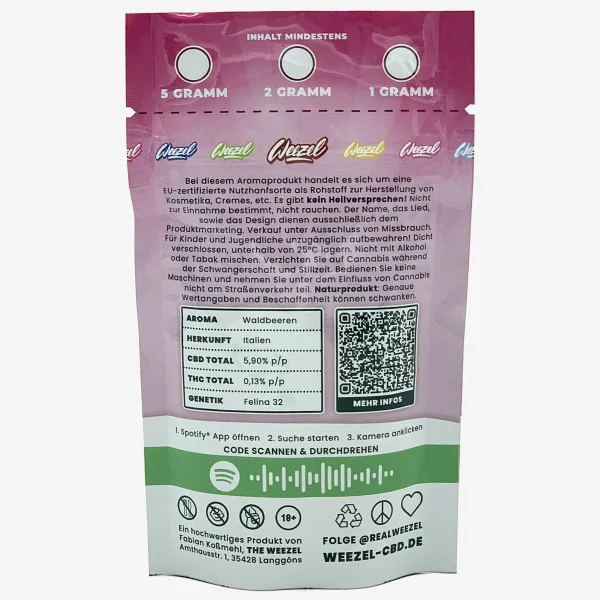 INHALT MINDESTENS
5 GRAMM 2 GRAMM 1 GRAMM
Weezel Weezel Weezel Weezel Weezel
Bei diesem Aromaprodukt handelt es sich um eine
EU-zertifizierte Nutzhanfsorte als Rohstoff zur Herstellung von
Kosmetika, Cremes, etc. Es gibt kein Heilversprechen! Nicht
zur Einnahme bestimmt, nicht rauchen. Der Name, das Lied,
sowie das Design dienen ausschließlich dem
Produktmarketing. Verkauf unter Ausschluss von Missbrauch.
Für Kinder und Jugendliche unzugänglich aufbewahren! Dicht
verschlossen, unterhalb von 25°C lagern. Nicht mit Alkohol
oder Tabak mischen. Verzichten Sie auf Cannabis während
der Schwangerschaft und Stillzeit. Bedienen Sie keine
Maschinen und nehmen Sie unter dem Einfluss von Cannabis
nicht am Straßenverkehr teil. Naturprodukt: Genaue
Wertangaben und Beschaffenheit können schwanken.
AROMA Waldbeeren
HERKUNFT Italien
CBD TOTAL 5,90% p/p
THC TOTAL 0,13% p/p
GENETIK Felina 32
MEHR INFOS
1. Spotify® App öffnen 2. Suche starten 3. Kamera anklicken
CODE SCANNEN & DURCHDREHEN
18+
Ein hochwertiges Produkt von
Fabian Koßmehl, THE WEEZEL
Amthausstr. 1, 35428 Langgöns
FOLGE @REALWEEZEL
WEEZEL-CBD.DE